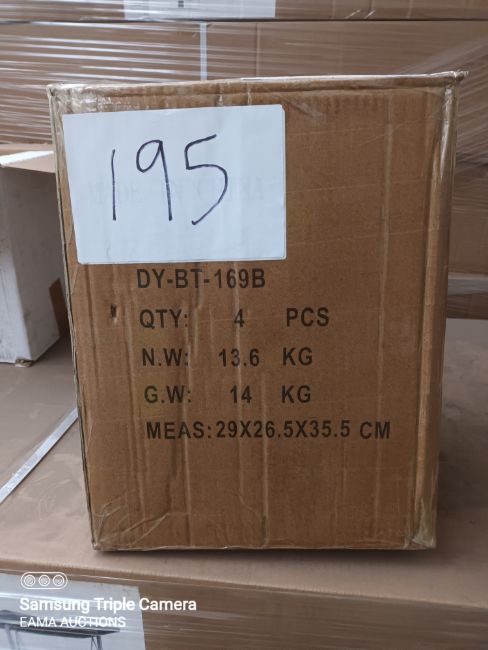 195
DY-BT-169B
QTY: 4 PCS
N.W: 13.6 KG
G.W: 14 KG
MEAS: 29X26.5X35.5 CM
Samsung Triple Camera
EAMA AUCTIONS